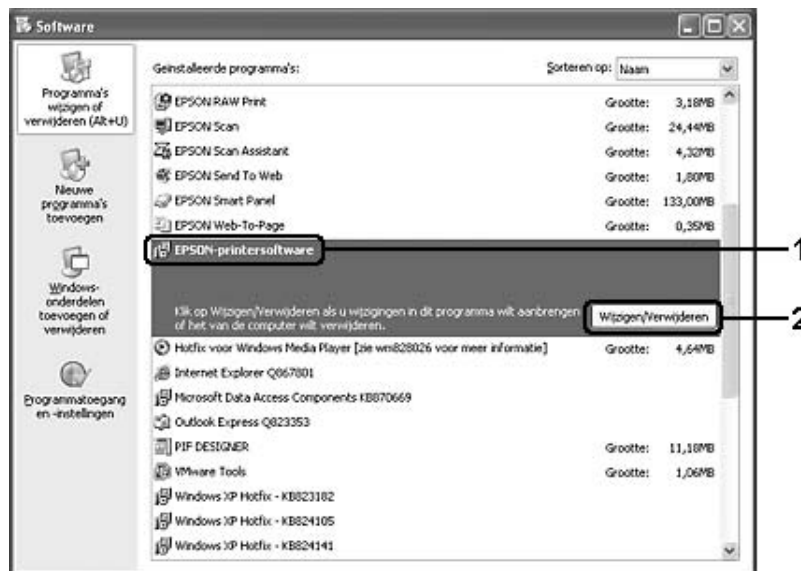 Software
Programma's
wijzigen of
verwijderen (Alt+U)
Nieuwe
programma's
toevoegen
Windows-
onderdelen
toevoegen of
verwijderen
Programmatoegang
en -instellingen
Geïnstalleerde programma's:
Sorteren op: Naam
EPSON RAW Print Grootte: 3,18MB
EPSON Scan Grootte: 24,44MB
EPSON Scan Assistant Grootte: 4,32MB
EPSON Send To Web Grootte: 1,80MB
EPSON Smart Panel Grootte: 133,00MB
EPSON Web-To-Page Grootte: 0,35MB
EPSON-printersoftware
1
Klik op Wijzigen/Verwijderen als u wijzigingen in dit programma wilt aanbrengen
of het van de computer wilt verwijderen.
Wijzigen/Verwijderen
2
Hotfix voor Windows Media Player [zie wm828026 voor meer informatie] Grootte: 4,64MB
Internet Explorer Q867801
Microsoft Data Access Components KB870669
Outlook Express Q823353
PIF DESIGNER Grootte: 11,18MB
VMware Tools Grootte: 1,06MB
Windows XP Hotfix - KB823182
Windows XP Hotfix - KB824105
Windows XP Hotfix - KB824141